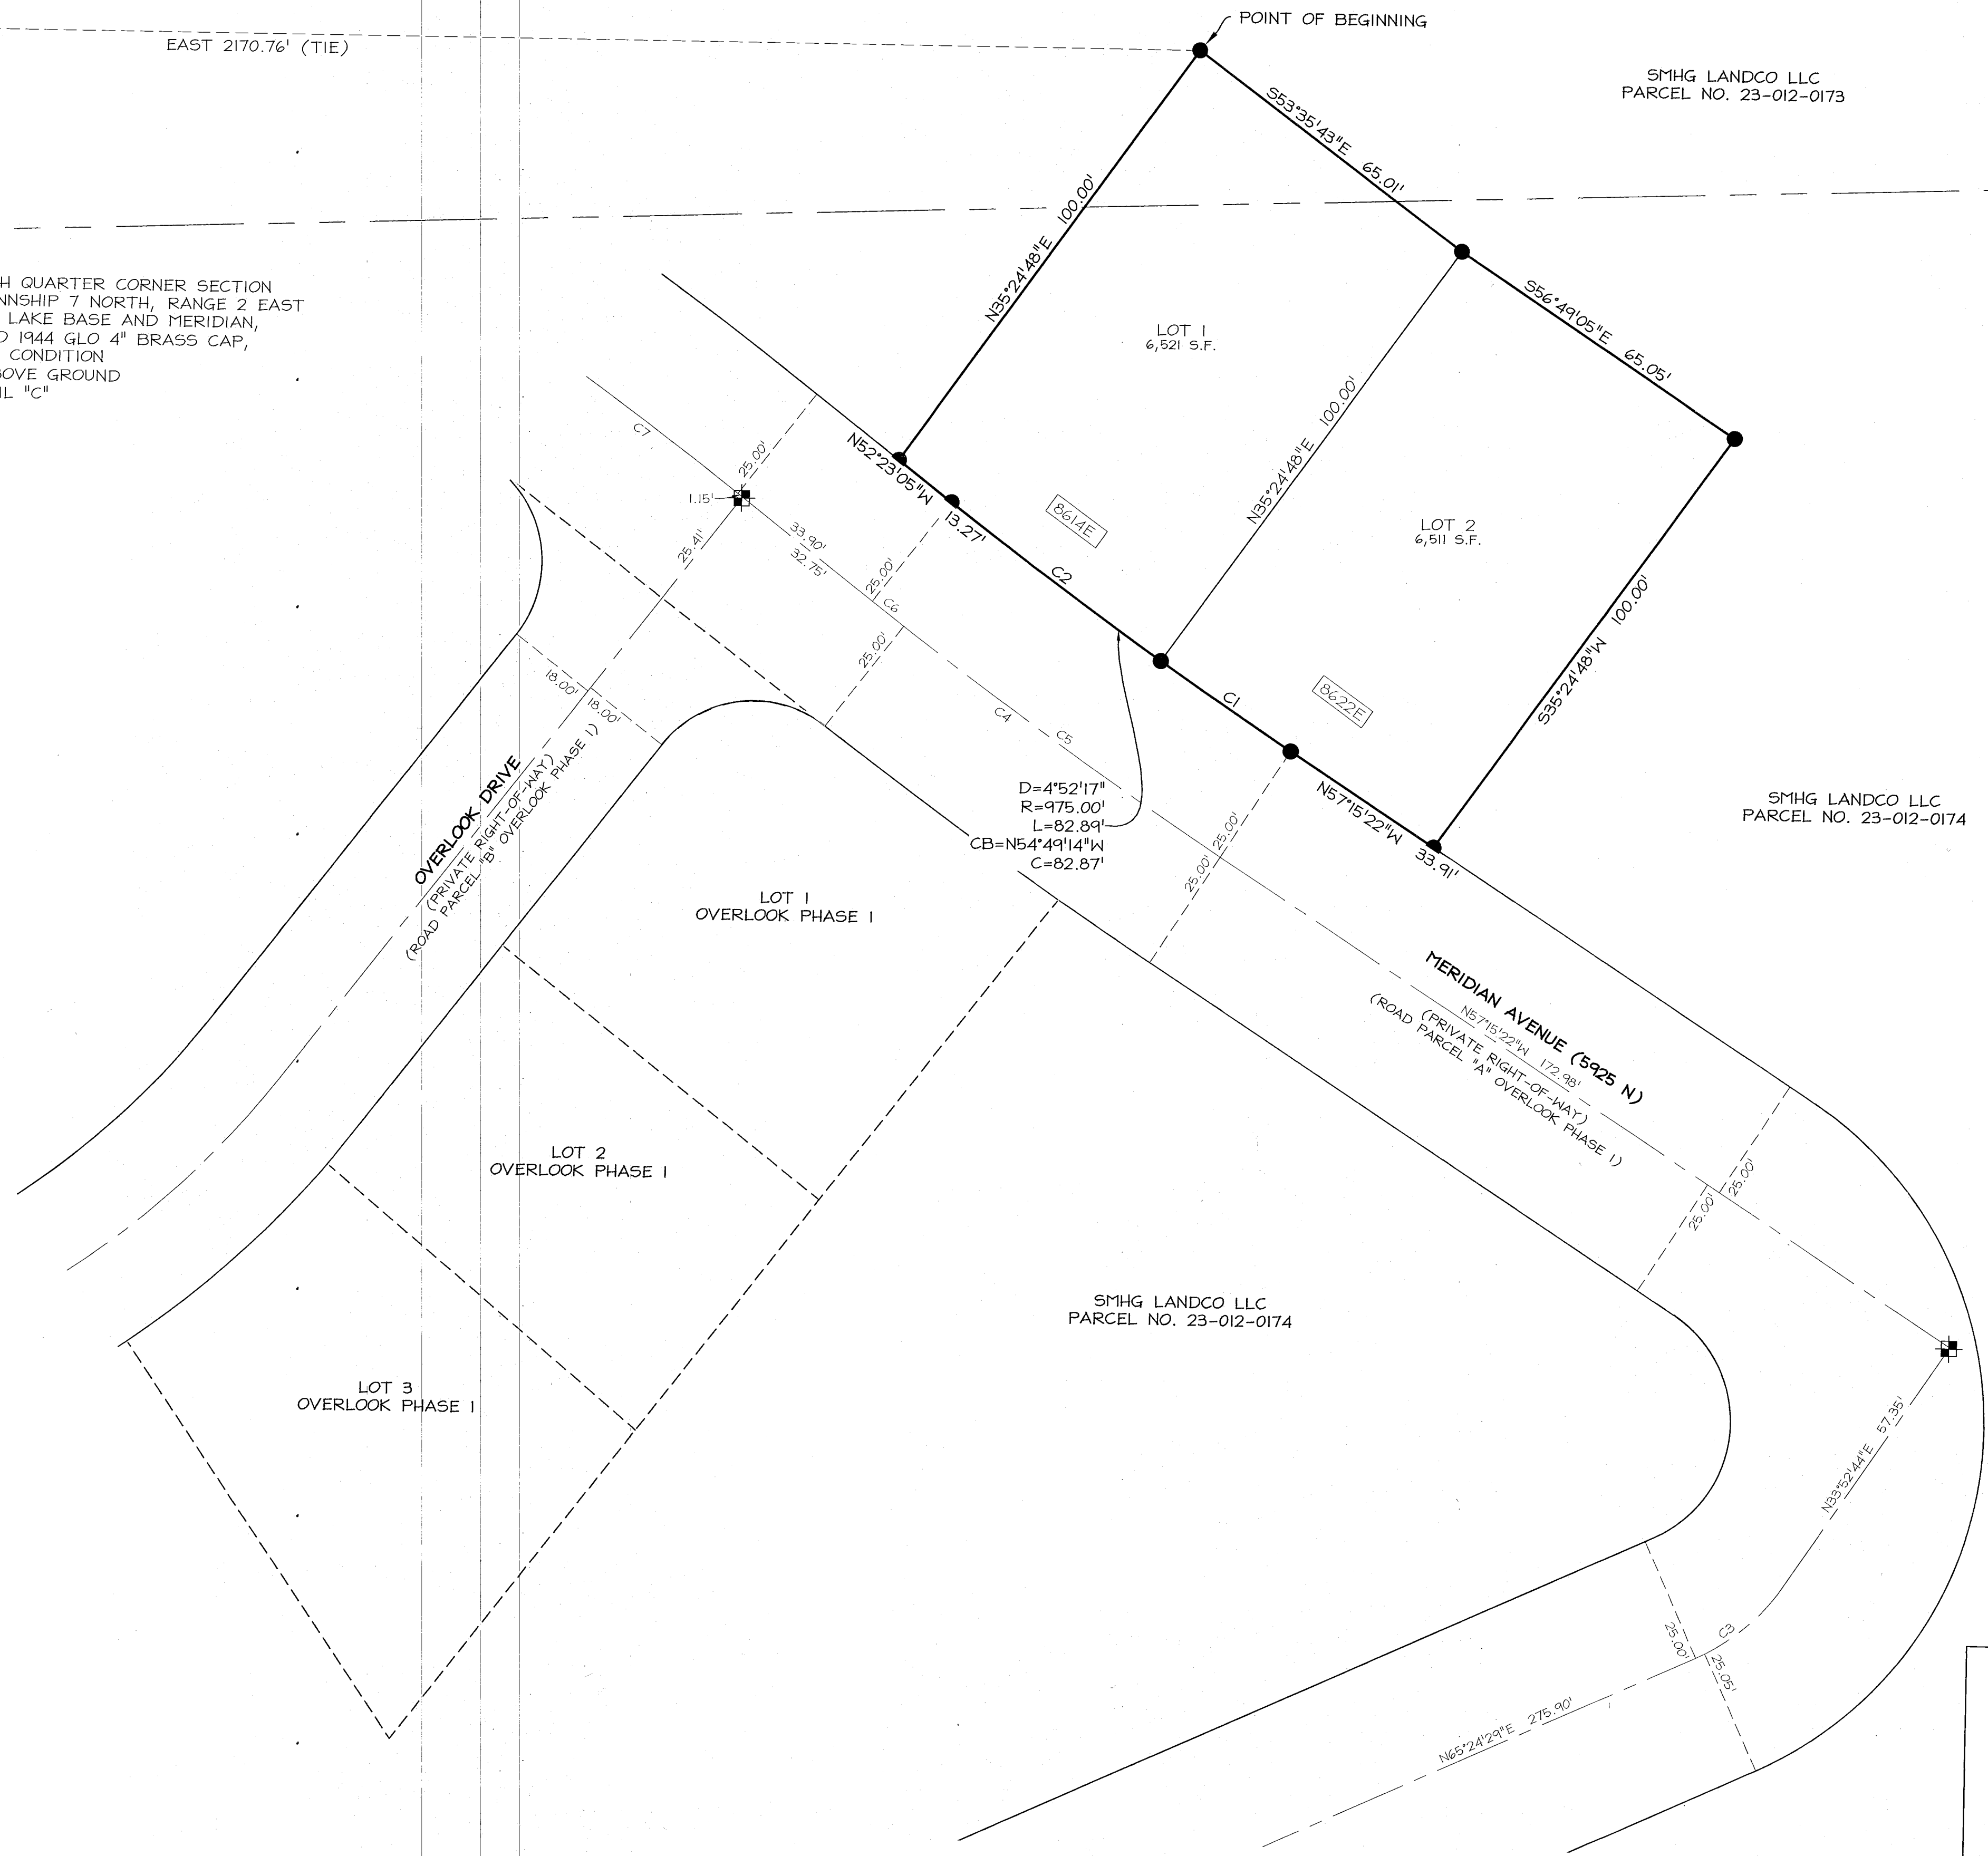 POINT OF BEGINNING
EAST 2170.76' (TIE)
SMHG LANDCO LLC
PARCEL NO. 23-012-0173
S53°35'43"E 65.01'
N35°24'48"E 100.00'
H QUARTER CORNER SECTION
NNSHIP 7 NORTH, RANGE 2 EAST
LAKE BASE AND MERIDIAN,
D 1944 GLO 4" BRASS CAP,
CONDITION
BOVE GROUND
IL "C"
LOT 1
6,521 S.F.
S56°49'05"E 65.05'
N35°24'48"E 100.00'
C7
25.00'
N52°23'05"W 13.27'
1.15'
8614E
LOT 2
6,511 S.F.
33.90'
32.75'
25.41'
25.00'
C6
C2
25.00'
S35°24'48"W 100.00'
18.00'
18.00'
C1
8622E
C4
C5
D=4°52'17"
R=975.00'
L=82.89'
CB=N54°49'14"W
C=82.87'
25.00'
25.00'
N57°15'22"W 33.91'
SMHG LANDCO LLC
PARCEL NO. 23-012-0174
OVERLOOK DRIVE
(PRIVATE RIGHT-OF-WAY)
(ROAD PARCEL "B" OVERLOOK PHASE 1)
LOT 1
OVERLOOK PHASE 1
MERIDIAN AVENUE (5925 N)
N57°15'22"W 172.98'
(PRIVATE RIGHT-OF-WAY)
(ROAD PARCEL "A" OVERLOOK PHASE 1)
LOT 2
OVERLOOK PHASE 1
25.00'
25.00'
SMHG LANDCO LLC
PARCEL NO. 23-012-0174
LOT 3
OVERLOOK PHASE 1
N33°52'44"E 57.35'
C3
25.00'
25.05'
N65°24'29"E 275.90'